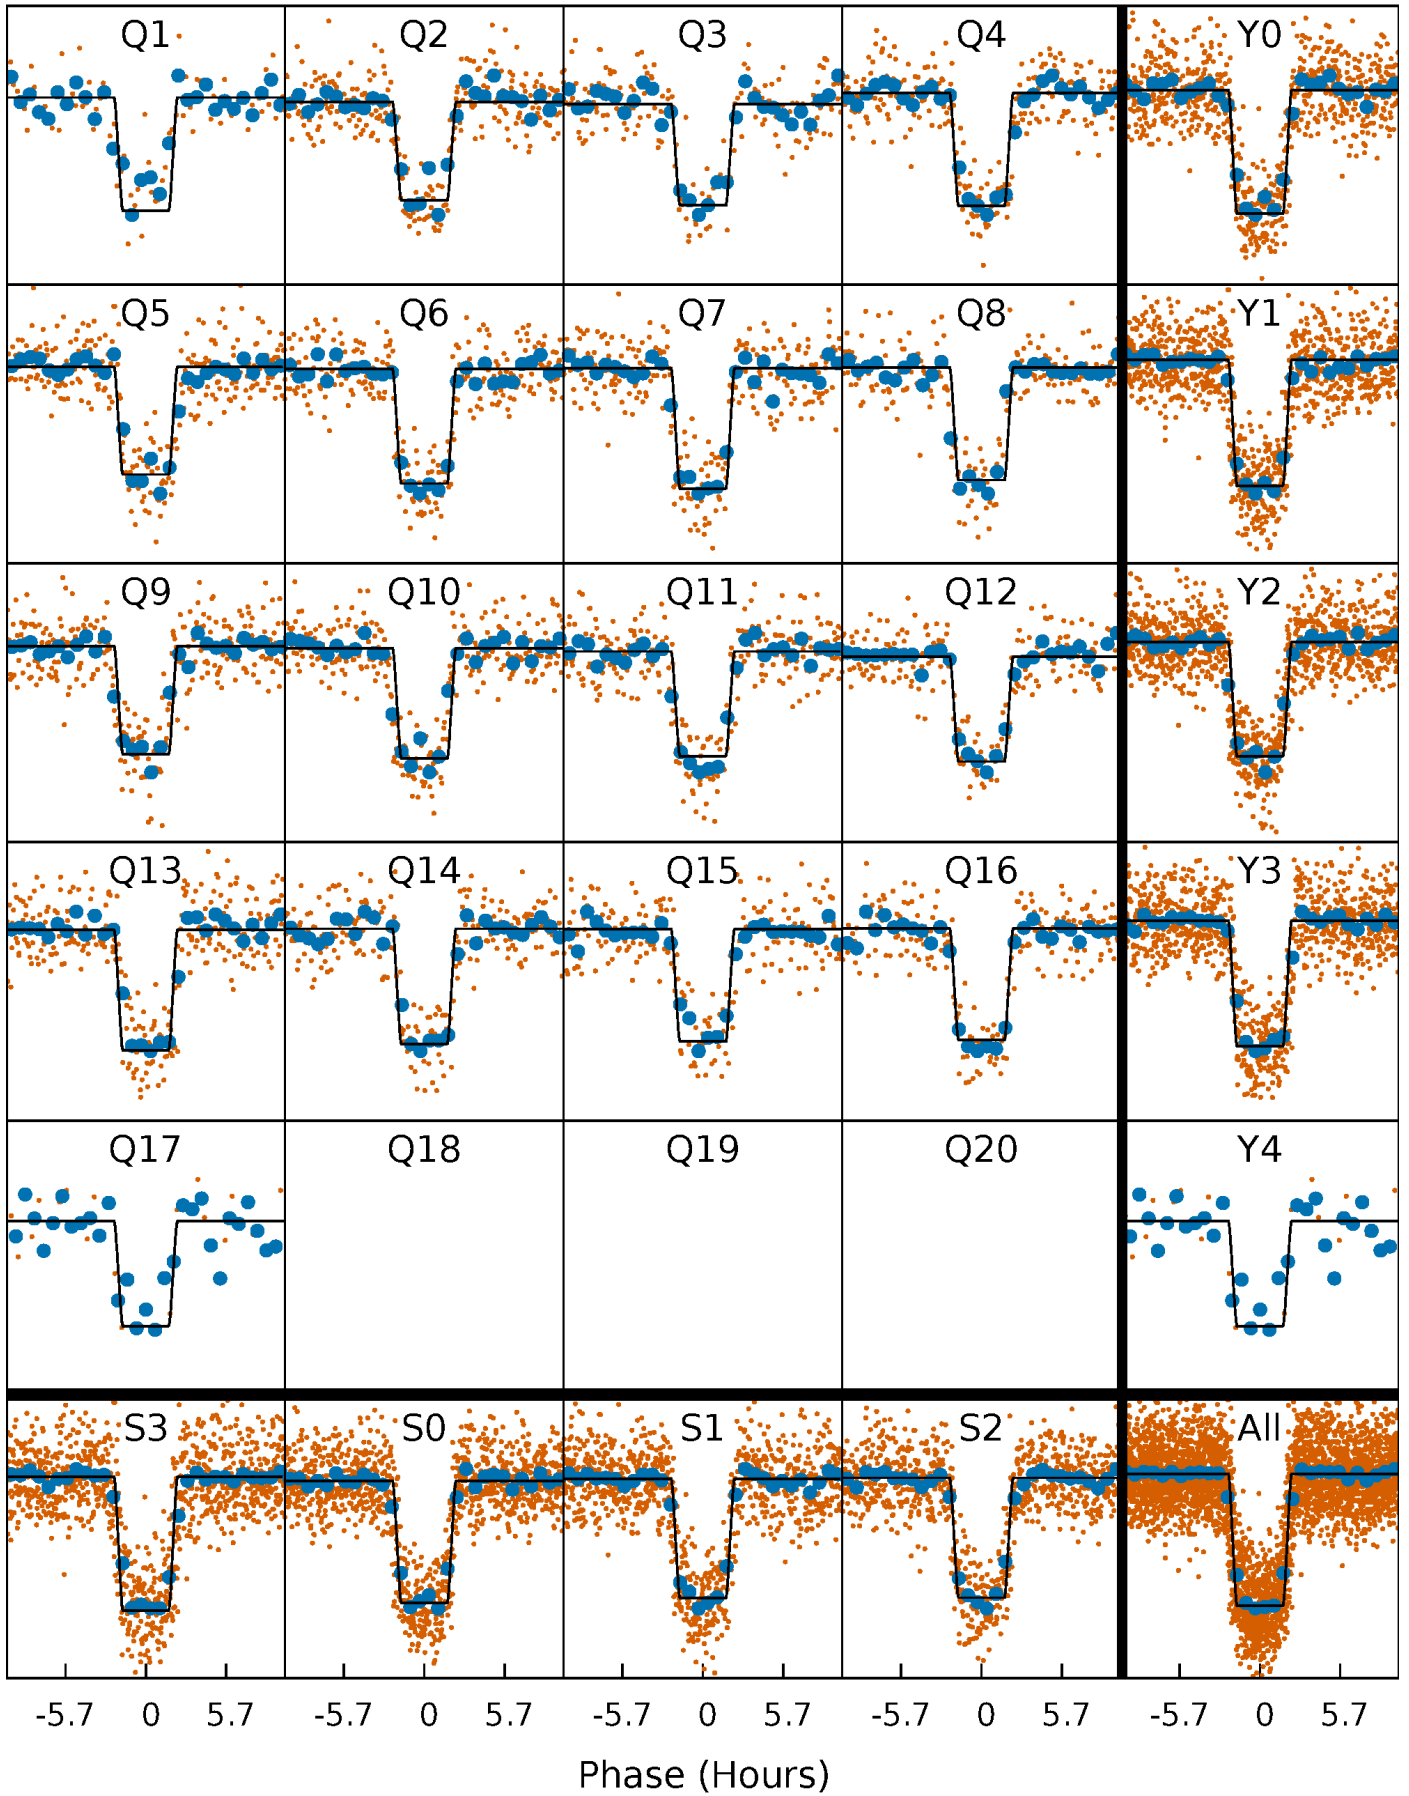 Q1 Q2 Q3 Q4 Y0
Q5 Q6 Q7 Q8 Y1
Q9 Q10 Q11 Q12 Y2
Q13 Q14 Q15 Q16 Y3
Q17 Q18 Q19 Q20 Y4
S3 S0 S1 S2 All
-5.7 0 5.7 -5.7 0 5.7 -5.7 0 5.7 -5.7 0 5.7 -5.7 0 5.7
Phase (Hours)